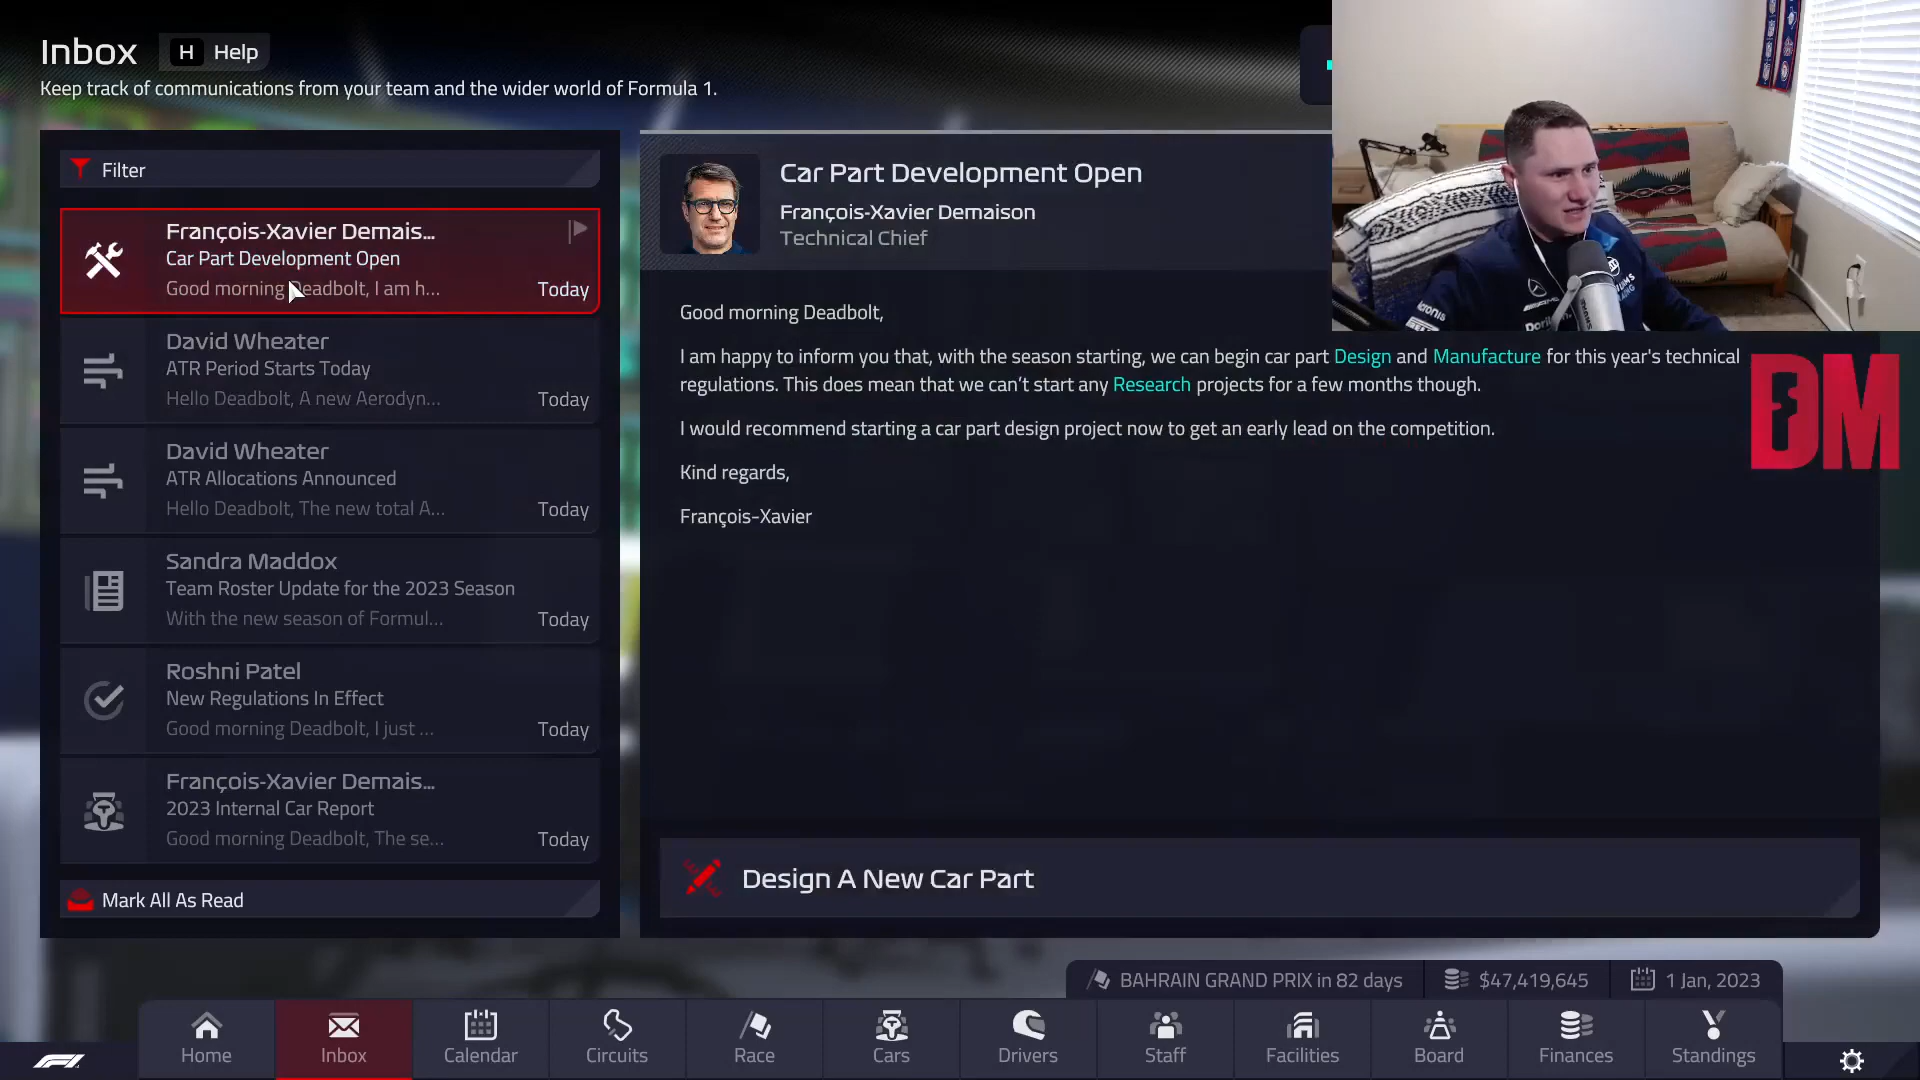 Inbox
H Help
Keep track of communications from your team and the wider world of Formula 1.
Filter
François-Xavier Demais...
Car Part Development Open
Good morning Deadbolt, I am h...
Today
David Wheater
ATR Period Starts Today
Hello Deadbolt, A new Aerodyn...
Today
David Wheater
ATR Allocations Announced
Hello Deadbolt, The new total A...
Today
Sandra Maddox
Team Roster Update for the 2023 Season
With the new season of Formul...
Today
Roshni Patel
New Regulations In Effect
Good morning Deadbolt, I just ...
Today
François-Xavier Demais...
2023 Internal Car Report
Good morning Deadbolt, The se...
Today
Mark All As Read
Car Part Development Open
François-Xavier Demaison
Technical Chief
Good morning Deadbolt,
I am happy to inform you that, with the season starting, we can begin car part Design and Manufacture for this year's technical
regulations. This does mean that we can't start any Research projects for a few months though.
I would recommend starting a car part design project now to get an early lead on the competition.
Kind regards,
François-Xavier
Design A New Car Part
acronis
DM
BAHRAIN GRAND PRIX in 82 days
$47,419,645
1 Jan, 2023
Home
Inbox
Calendar
Circuits
Race
Cars
Drivers
Staff
Facilities
Board
Finances
Standings
F1